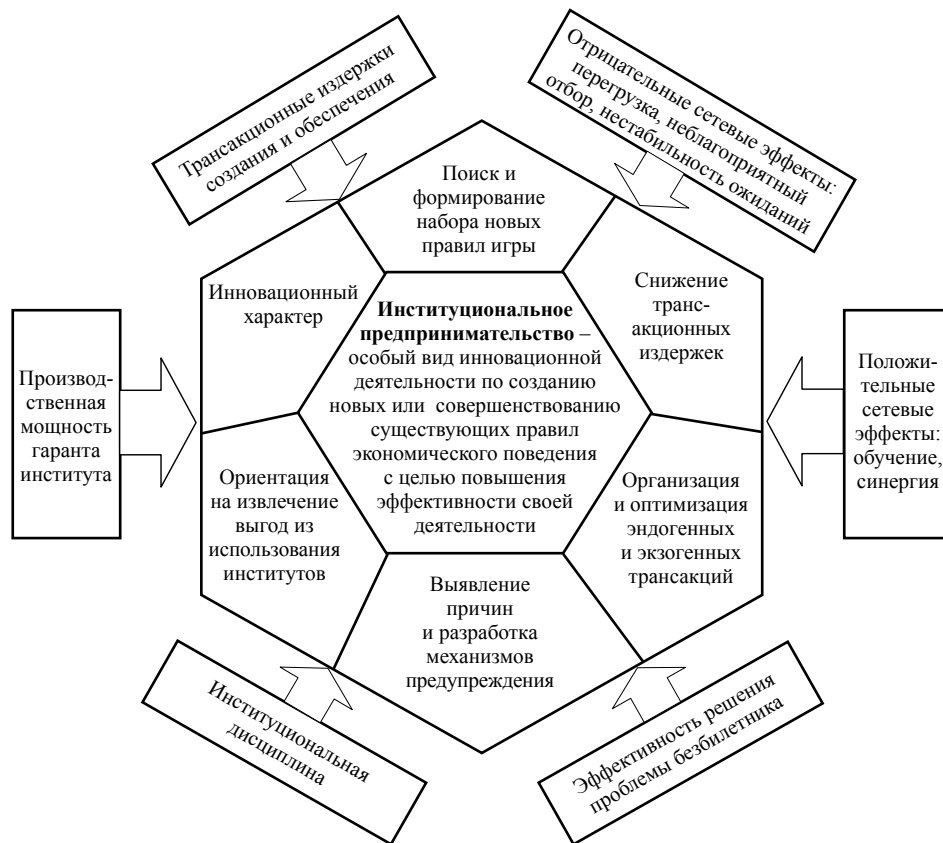 Трансакционные издержки
создания и обеспечения
Отрицательные сетевые эффекты:
перегрузка, неблагоприятный
отбор, нестабильность ожиданий
Поиск и
формирование
набора новых
правил игры
Инновационный
характер
Снижение
транс-
акционных
издержек
Институциональное
предпринимательство –
особый вид инновационной
деятельности по созданию
новых или совершенствованию
существующих правил
экономического поведения
с целью повышения
эффективности своей
деятельности
Производ-
ственная
мощность
гаранта
института
Положи-
тельные
сетевые
эффекты:
обучение,
синергия
Ориентация
на извлечение
выгод из
использования
институтов
Организация
и оптимизация
эндогенных
и экзогенных
трансакций
Выявление
причин
и разработка
механизмов
предупреждения
Институциональная
дисциплина
Эффективность решения
проблемы безбилетника